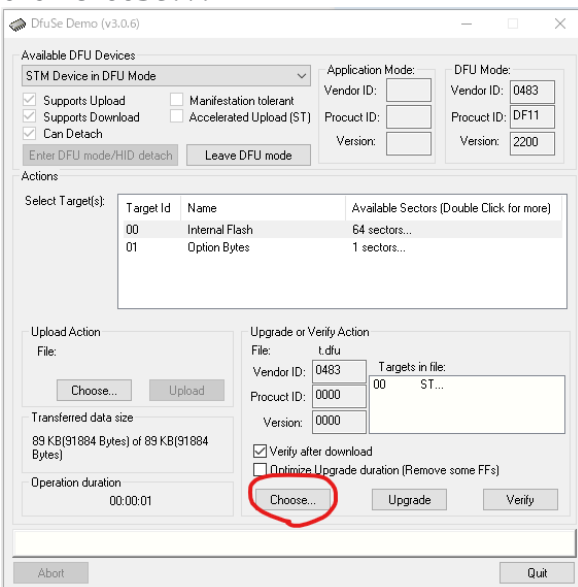 DfuSe Demo (v3.0.6)
Available DFU Devices
STM Device in DFU Mode
Supports Upload
Manifestation tolerant
Supports Download
Accelerated Upload (ST)
Can Detach
Enter DFU mode/HID detach
Leave DFU mode
Application Mode:
Vendor ID:
Procuct ID:
Version:
DFU Mode:
Vendor ID: 0483
Procuct ID: DF11
Version: 2200
Actions
Select Target(s):
Target Id Name Available Sectors (Double Click for more)
00 Internal Flash 64 sectors...
01 Option Bytes 1 sectors...
Upload Action
File:
Choose...
Upload
Transferred data size
89 KB(91884 Bytes) of 89 KB(91884
Bytes)
Operation duration
00:00:01
Upgrade or Verify Action
File: t.dfu
Vendor ID: 0483
Procuct ID: 0000
Version: 0000
Targets in file:
00 ST...
Verify after download
Optimize Upgrade duration (Remove some FFs)
Choose...
Upgrade
Verify
Abort
Quit